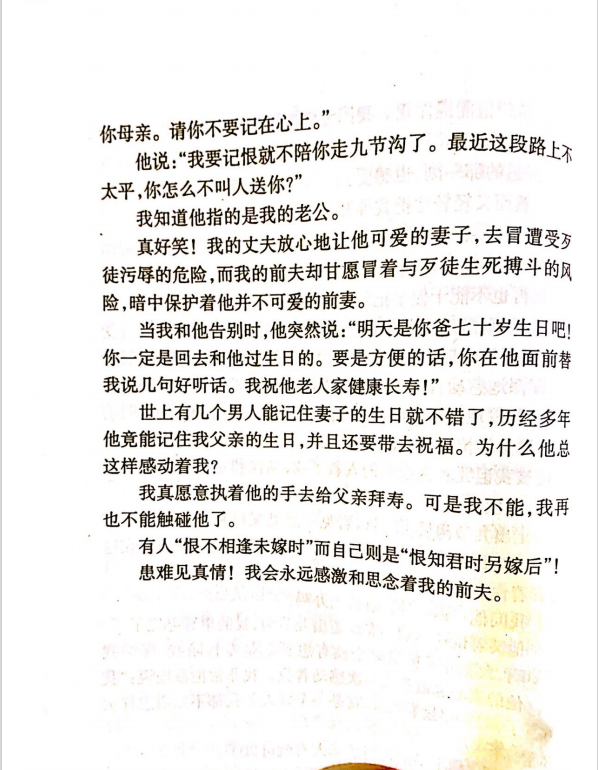 你母亲。请你不要记在心上。”
他说：“我要记恨就不陪你走九节沟了。最近这段路上不
太平，你怎么不叫人送你？”
我知道他指的是我的老公。
真好笑！我的丈夫放心地让他可爱的妻子，去冒遭受歹
徒污辱的危险，而我的前夫却甘愿冒着与歹徒生死搏斗的风
险，暗中保护着他并不可爱的前妻。
当我和他告别时，他突然说：“明天是你爸七十岁生日吧！
你一定是回去和他过生日的。要是方便的话，你在他面前替
我说几句好听话。我祝他老人家健康长寿！”
世上有几个男人能记住妻子的生日就不错了，历经多年
他竟能记住我父亲的生日，并且还要带去祝福。为什么他总
这样感动着我？
我真愿意执着他的手去给父亲拜寿。可是我不能，我再
也不能触碰他了。
有人“恨不相逢未嫁时”而自己则是“恨知君时另嫁后”！
患难见真情！我会永远感激和思念着我的前夫。